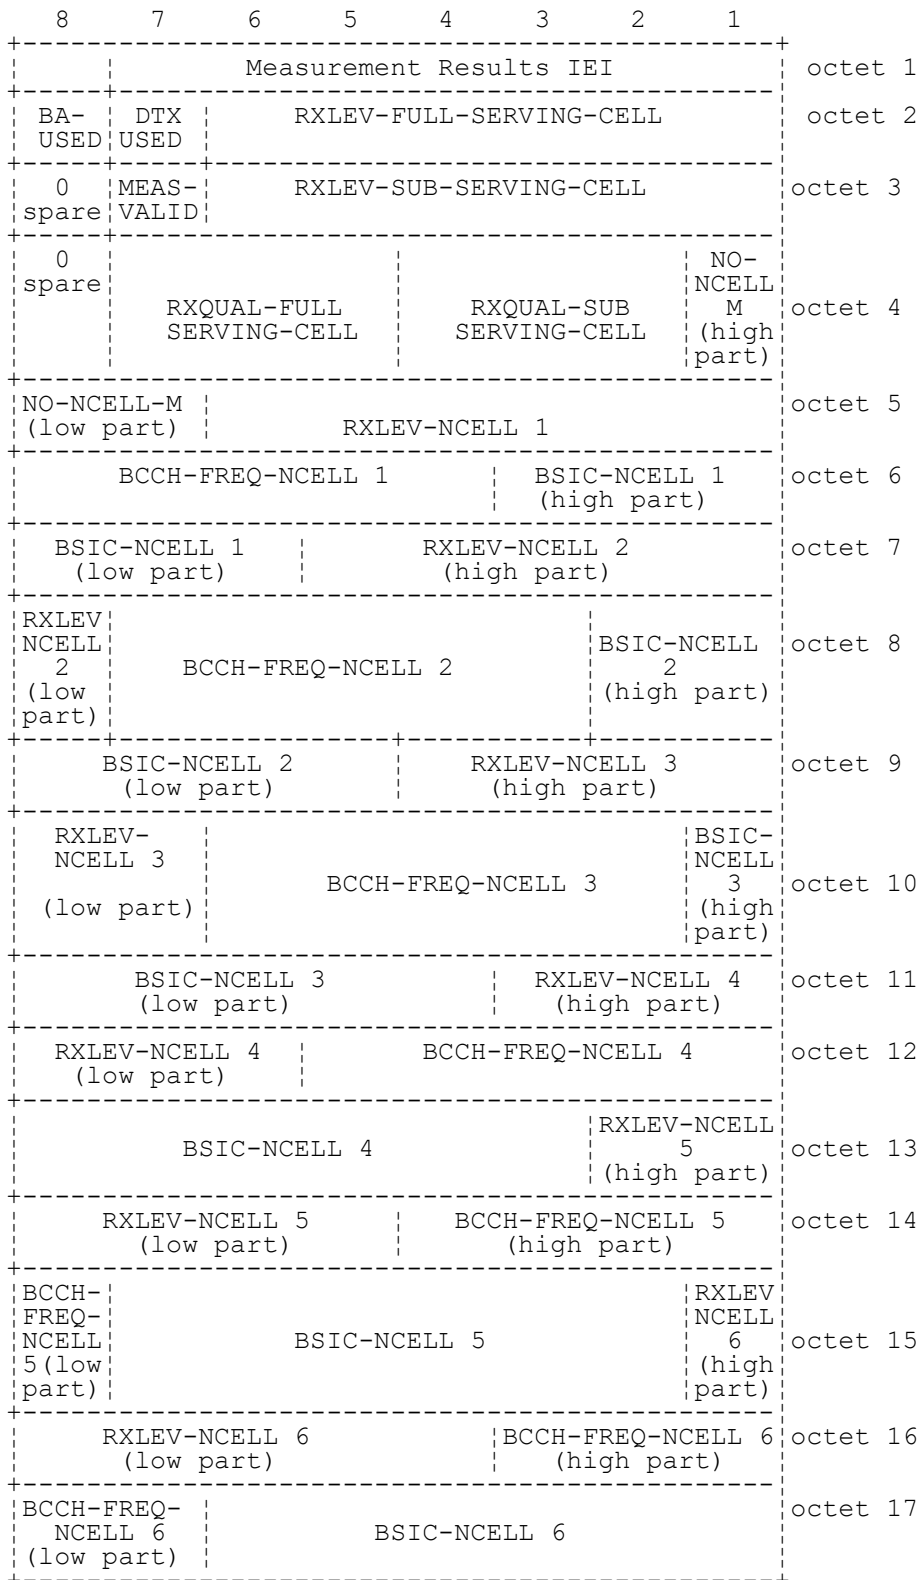 8 7 6 5 4 3 2 1
Measurement Results IEI octet 1
BA- DTX RXLEV-FULL-SERVING-CELL octet 2
USED USED
0 MEAS- RXLEV-SUB-SERVING-CELL octet 3
spare VALID
0 NO-
spare NCELL
RXQUAL-FULL RXQUAL-SUB M octet 4
SERVING-CELL SERVING-CELL (high
part)
NO-NCELL-M octet 5
(low part) RXLEV-NCELL 1
BCCH-FREQ-NCELL 1 BSIC-NCELL 1 octet 6
(high part)
BSIC-NCELL 1 RXLEV-NCELL 2 octet 7
(low part) (high part)
RXLEV
NCELL BSIC-NCELL octet 8
2 BCCH-FREQ-NCELL 2 2
(low (high part)
part)
BSIC-NCELL 2 RXLEV-NCELL 3 octet 9
(low part) (high part)
RXLEV- BSIC-
NCELL 3 NCELL
BCCH-FREQ-NCELL 3 3 octet 10
(low part) (high
part)
BSIC-NCELL 3 RXLEV-NCELL 4 octet 11
(low part) (high part)
RXLEV-NCELL 4 BCCH-FREQ-NCELL 4 octet 12
(low part)
RXLEV-NCELL
BSIC-NCELL 4 5 octet 13
(high part)
RXLEV-NCELL 5 BCCH-FREQ-NCELL 5 octet 14
(low part) (high part)
BCCH- RXLEV
FREQ- NCELL
NCELL BSIC-NCELL 5 6 octet 15
5(low (high
part) part)
RXLEV-NCELL 6 BCCH-FREQ-NCELL 6 octet 16
(low part) (high part)
BCCH-FREQ- octet 17
NCELL 6 BSIC-NCELL 6
(low part)